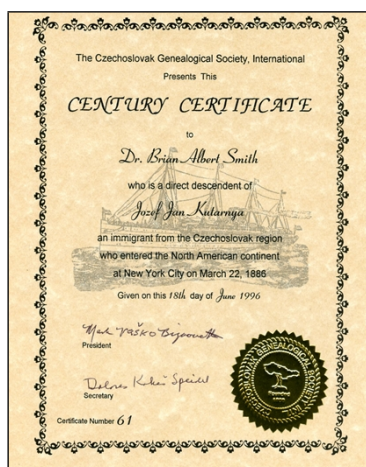 The Czechoslovak Genealogical Society, International
Presents This
CENTURY CERTIFICATE
to
Dr. Brian Albert Smith
who is a direct descendent of
Jozef Jan Kutarnya
an immigrant from the Czechoslovak region
who entered the North American continent
at New York City on March 22, 1886
Given on this 18th day of June 1996
President
Secretary
Certificate Number 61